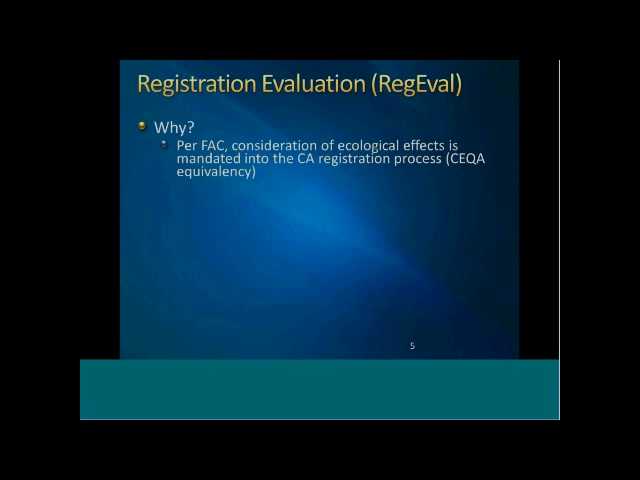 Registration Evaluation (RegEval)
Why?
Per FAC, consideration of ecological effects is
mandated into the CA registration process (CEQA
equivalency)
5